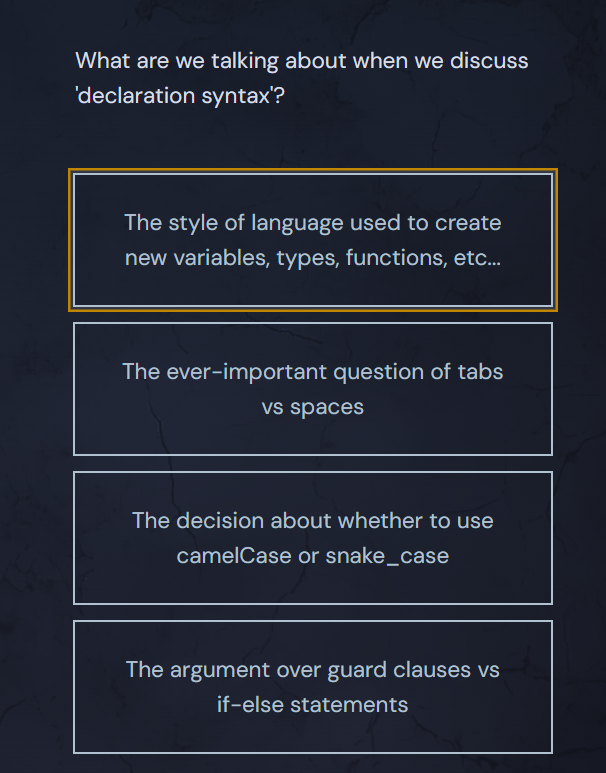 What are we talking about when we discuss
'declaration syntax'?
The style of language used to create
new variables, types, functions, etc...
The ever-important question of tabs
vs spaces
The decision about whether to use
camelCase or snake_case
The argument over guard clauses vs
if-else statements